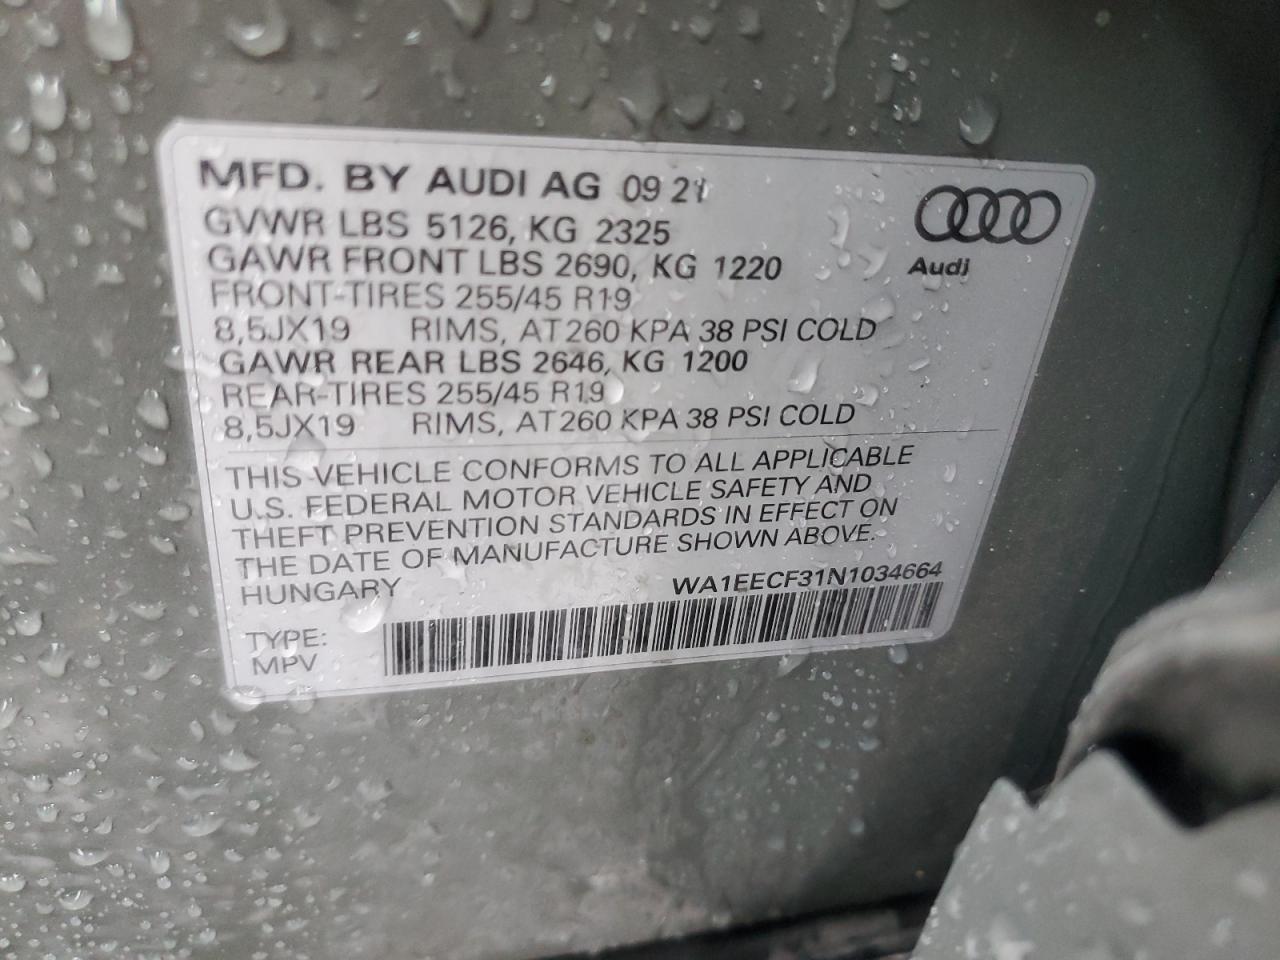 MFD. BY AUDI AG 09 21
GVWR LBS 5126, KG 2325
GAWR FRONT LBS 2690, KG 1220
FRONT-TIRES 255/45 R19
8,5JX19 RIMS, AT 260 KPA 38 PSI COLD
GAWR REAR LBS 2646, KG 1200
REAR-TIRES 255/45 R19
8,5JX19 RIMS, AT 260 KPA 38 PSI COLD
Audi
THIS VEHICLE CONFORMS TO ALL APPLICABLE
U.S. FEDERAL MOTOR VEHICLE SAFETY AND
THEFT PREVENTION STANDARDS IN EFFECT ON
THE DATE OF MANUFACTURE SHOWN ABOVE.
HUNGARY WA1EECF31N1034664
TYPE:
MPV